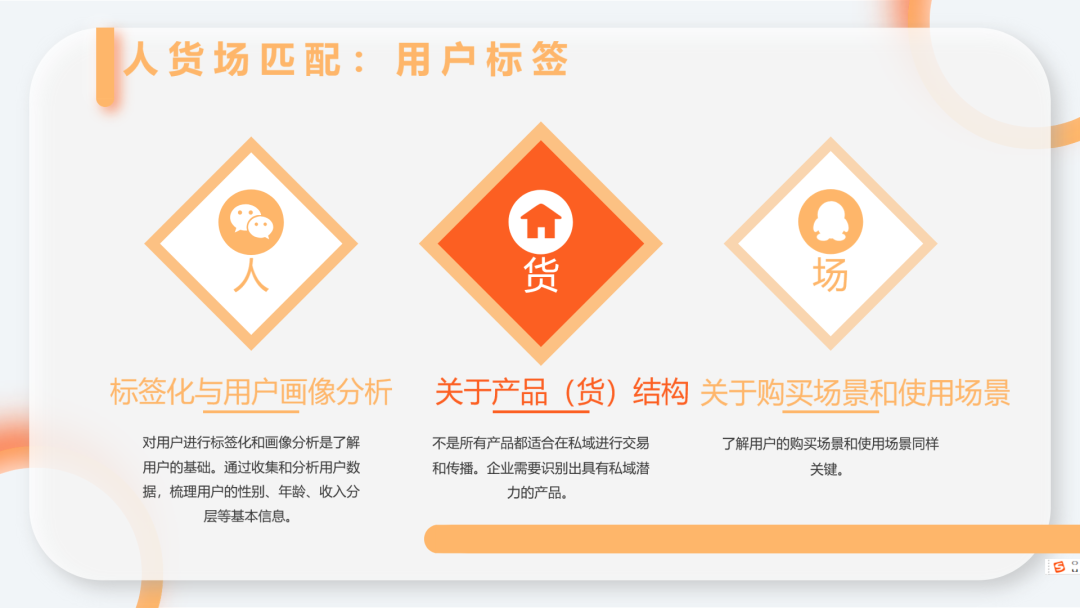 人货场匹配：用户标签
人
货
场
标签化与用户画像分析
关于产品（货）结构
关于购买场景和使用场景
对用户进行标签化和画像分析是了解
用户的基础。通过收集和分析用户数
据，梳理用户的性别、年龄、收入分
层等基本信息。
不是所有产品都适合在私域进行交易
和传播。企业需要识别出具有私域潜
力的产品。
了解用户的购买场景和使用场景同样
关键。